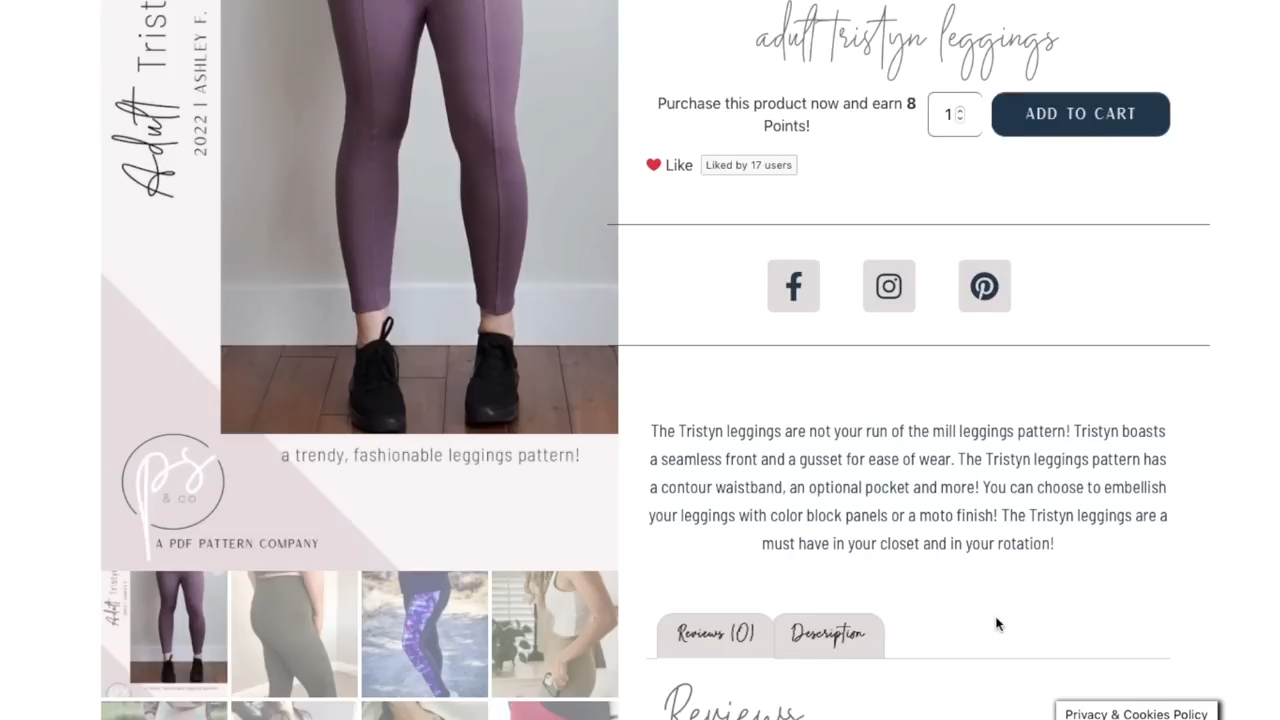 Adult Trist
2022 | ASHLEY F.
adult tristyn leggings
Purchase this product now and earn 8
Points!
1
ADD TO CART
Like
Liked by 17 users
a trendy, fashionable leggings pattern!
ps
& co
A PDF PATTERN COMPANY
The Tristyn leggings are not your run of the mill leggings pattern! Tristyn boasts
a seamless front and a gusset for ease of wear. The Tristyn leggings pattern has
a contour waistband, an optional pocket and more! You can choose to embellish
your leggings with color block panels or a moto finish! The Tristyn leggings are a
must have in your closet and in your rotation!
Reviews (0)
Description
Reviews
Privacy & Cookies Policy